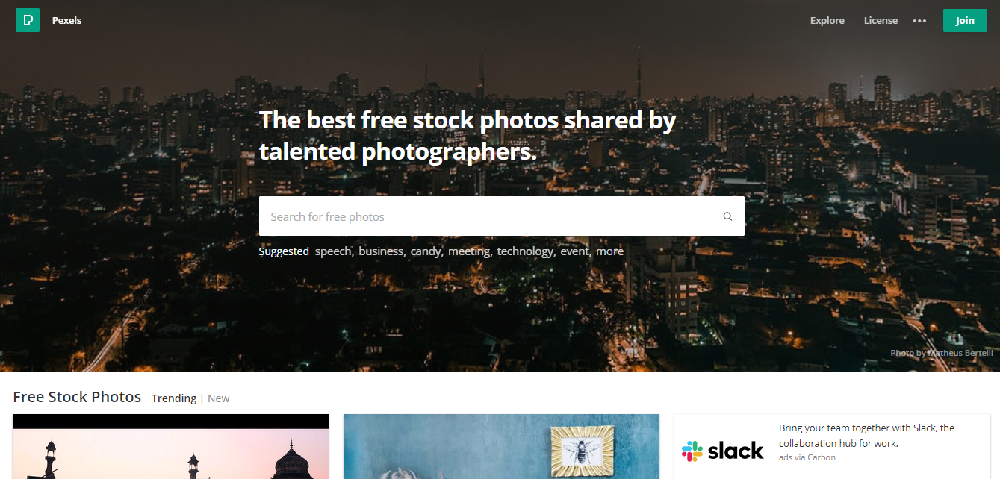 Pexels
Explore
License
Join
The best free stock photos shared by
talented photographers.
Search for free photos
Suggested speech, business, candy, meeting, technology, event, more
Photo by Matheus Bertelli
Free Stock Photos Trending | New
Bring your team together with Slack, the
collaboration hub for work.
slack
ads via Carbon